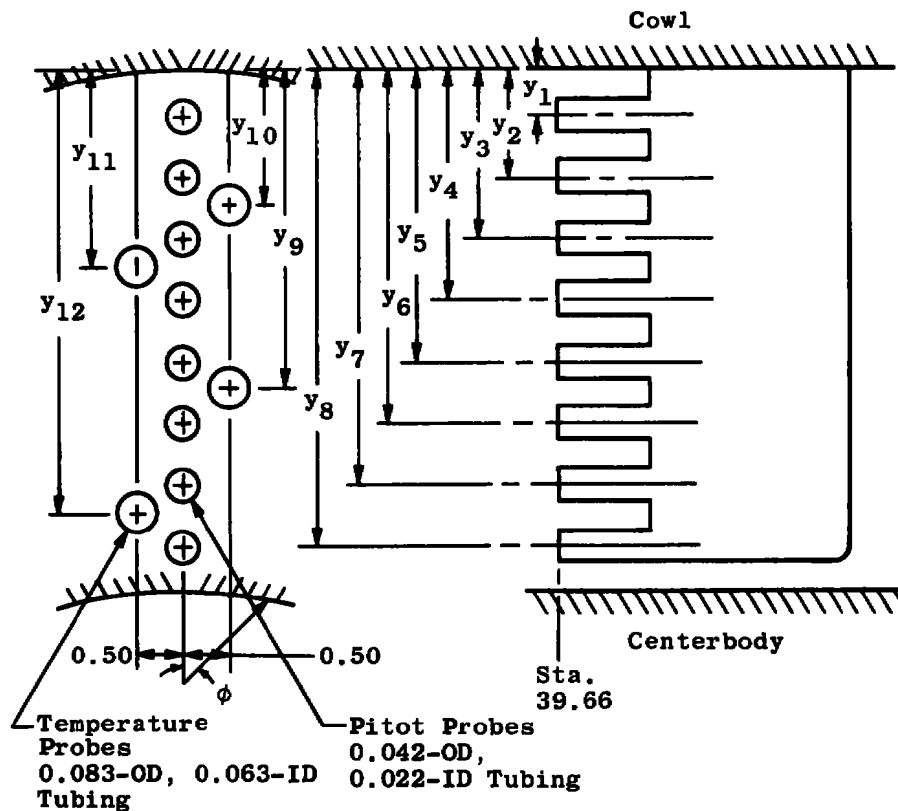 Cowl
y1
y2
y3
y4
y5
y6
y7
y8
y9
y10
y11
y12
0.50
0.50
ϕ
Centerbody
Sta.
39.66
Temperature
Probes
0.083-OD, 0.063-ID
Tubing
Pitot Probes
0.042-OD,
0.022-ID Tubing